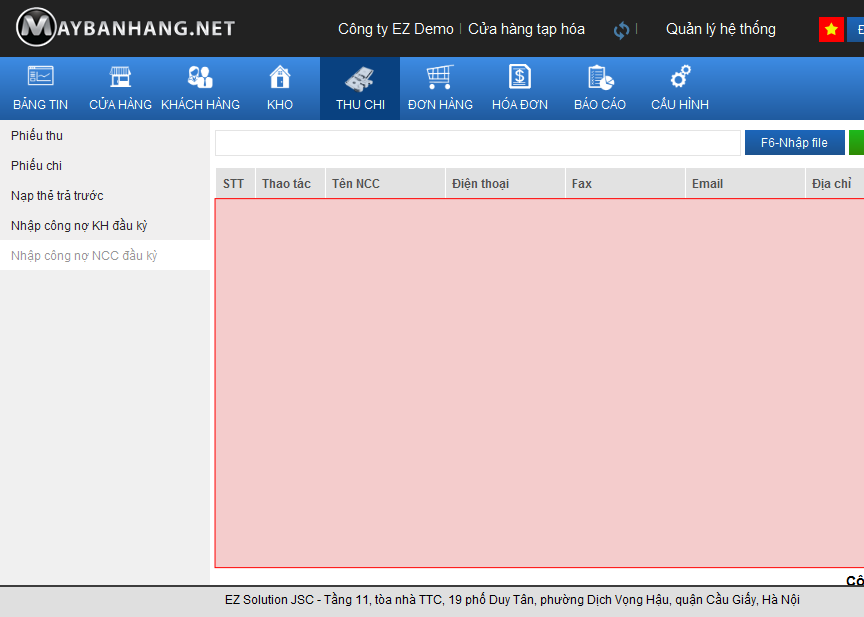 MAYBANHANG.NET
Công ty EZ Demo | Cửa hàng tạp hóa | Quản lý hệ thống
BẢNG TIN CỬA HÀNG KHÁCH HÀNG KHO THU CHI ĐƠN HÀNG HÓA ĐƠN BÁO CÁO CẤU HÌNH
Phiếu thu
Phiếu chi
Nạp thẻ trả trước
Nhập công nợ KH đầu kỳ
Nhập công nợ NCC đầu kỳ
F6-Nhập file
STT Thao tác Tên NCC Điện thoại Fax Email Địa chỉ
EZ Solution JSC - Tầng 11, tòa nhà TTC, 19 phố Duy Tân, phường Dịch Vọng Hậu, quận Cầu Giấy, Hà Nội